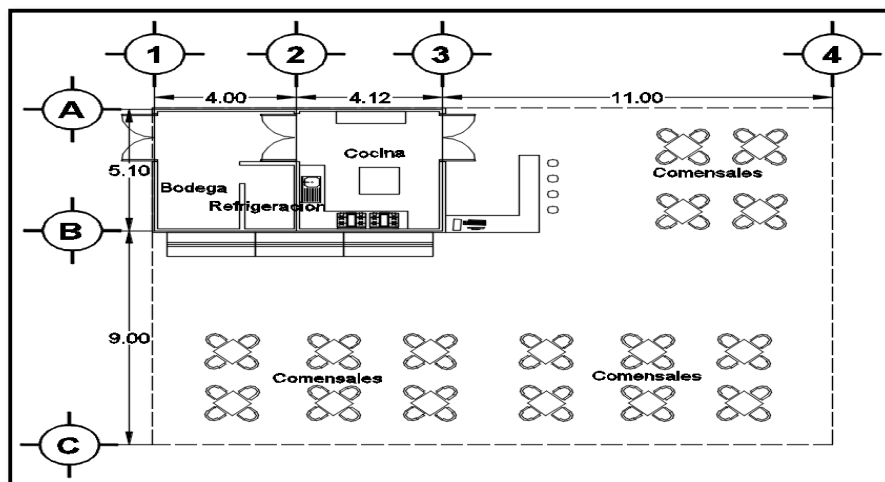 1 2 3 4
4.00 4.12 11.00
A
Cocina
Comensales
5.10
Bodega
Refrigeración
B
9.00
Comensales Comensales
C